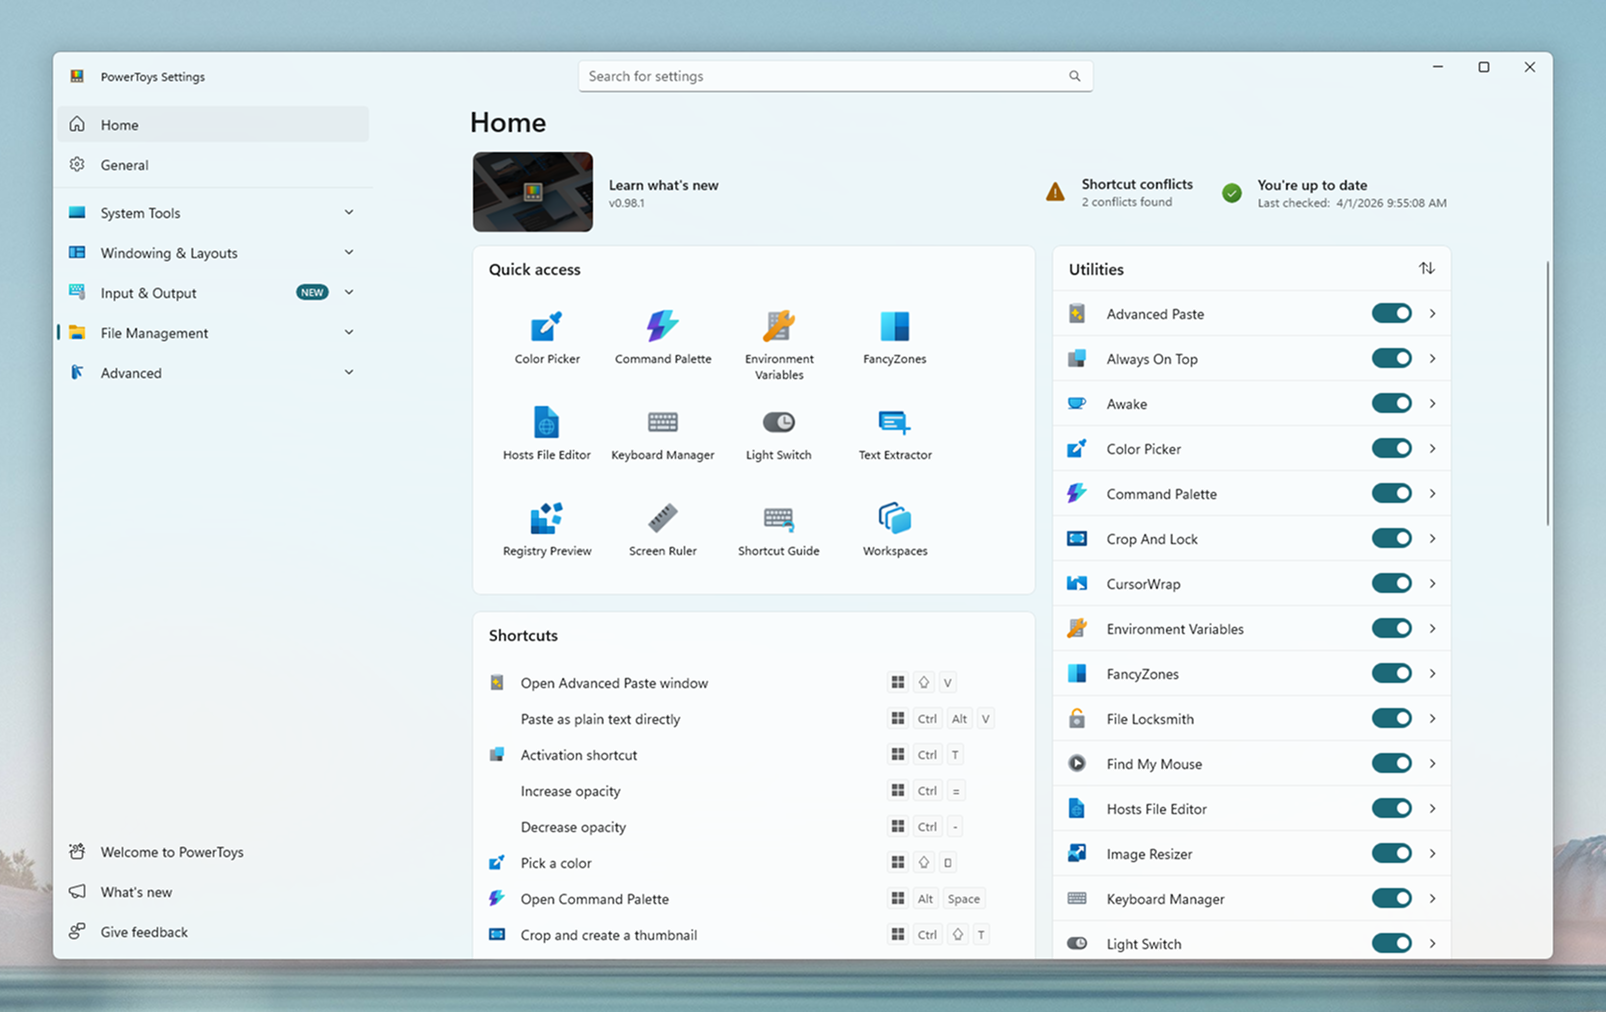 PowerToys Settings
Search for settings
Home
General
System Tools
Windowing & Layouts
Input & Output NEW
File Management
Advanced
Welcome to PowerToys
What's new
Give feedback
Home
Learn what's new
v0.98.1
Shortcut conflicts
2 conflicts found
You're up to date
Last checked: 4/1/2026 9:55:08 AM
Quick access
Color Picker
Command Palette
Environment
Variables
FancyZones
Hosts File Editor
Keyboard Manager
Light Switch
Text Extractor
Registry Preview
Screen Ruler
Shortcut Guide
Workspaces
Shortcuts
Open Advanced Paste window V
Paste as plain text directly Ctrl Alt V
Activation shortcut Ctrl T
Increase opacity Ctrl =
Decrease opacity Ctrl -
Pick a color
Open Command Palette Alt Space
Crop and create a thumbnail Ctrl T
Utilities
Advanced Paste
Always On Top
Awake
Color Picker
Command Palette
Crop And Lock
CursorWrap
Environment Variables
FancyZones
File Locksmith
Find My Mouse
Hosts File Editor
Image Resizer
Keyboard Manager
Light Switch